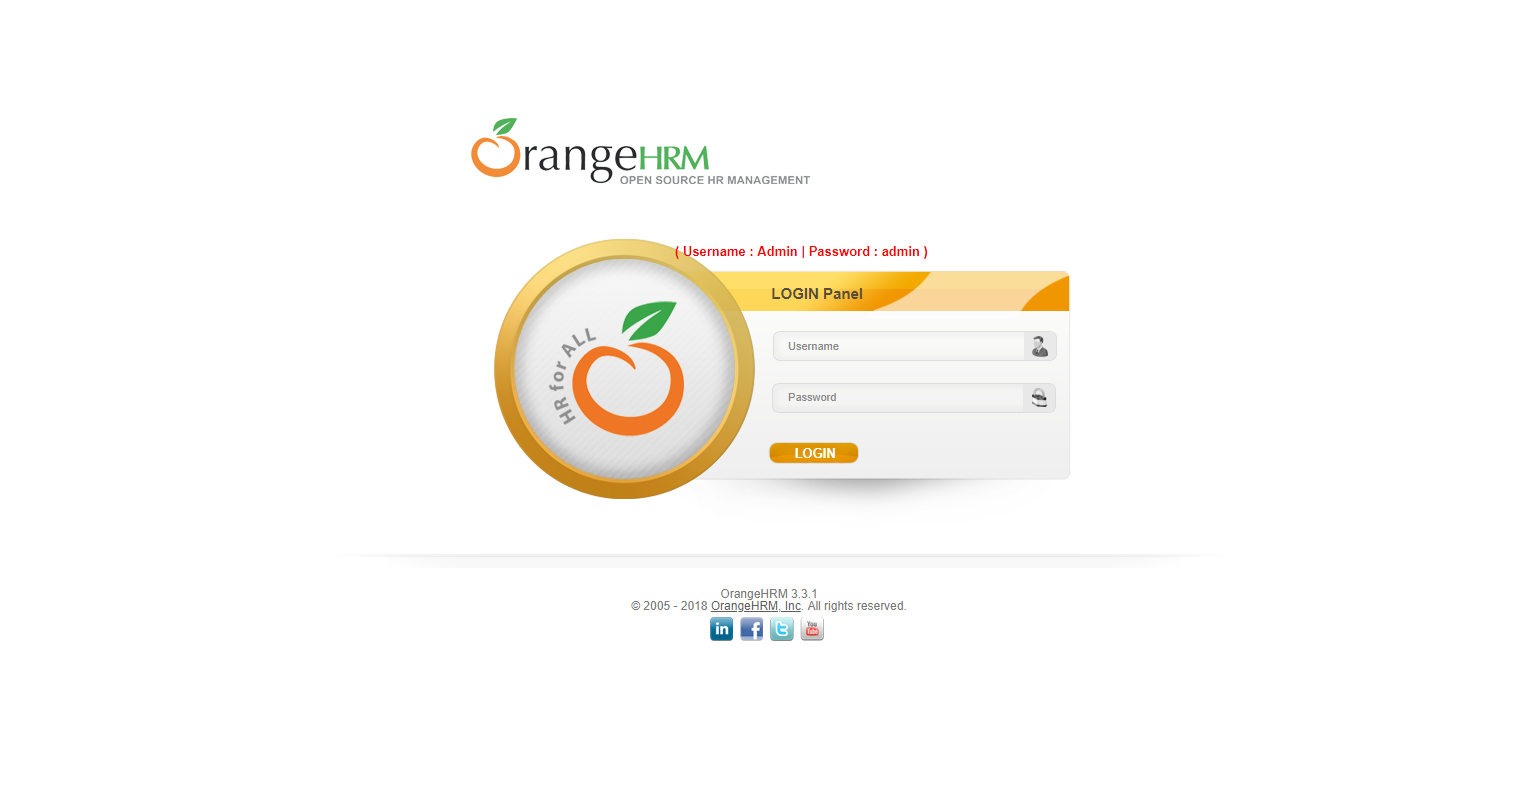 OrangeHRM
OPEN SOURCE HR MANAGEMENT
( Username : Admin | Password : admin )
LOGIN Panel
HR for ALL
Username
Password
LOGIN
OrangeHRM 3.3.1
© 2005 - 2018 OrangeHRM, Inc. All rights reserved.
in f t You Tube